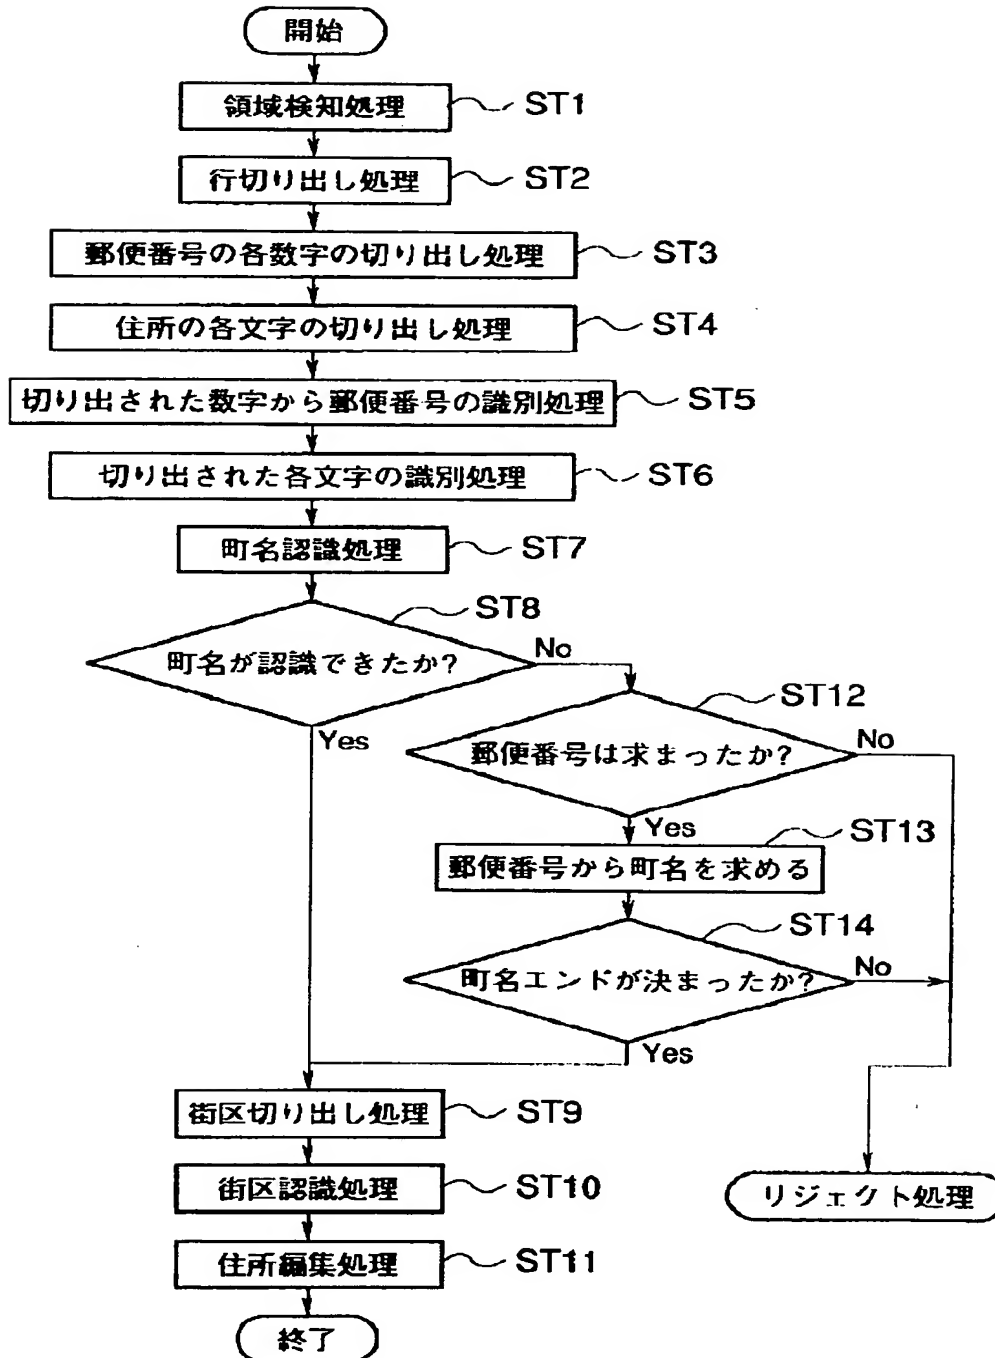 開始
領域検知処理 ST1
行切り出し処理 ST2
郵便番号の各数字の切り出し処理 ST3
住所の各文字の切り出し処理 ST4
切り出された数字から郵便番号の識別処理 ST5
切り出された各文字の識別処理 ST6
町名認識処理 ST7
ST8
町名が認識できたか?
No
Yes
ST12
郵便番号は求まったか?
No
Yes
ST13
郵便番号から町名を求める
ST14
町名エンドが決まったか?
No
Yes
街区切り出し処理 ST9
街区認識処理 ST10
リジェクト処理
住所編集処理 ST11
終了